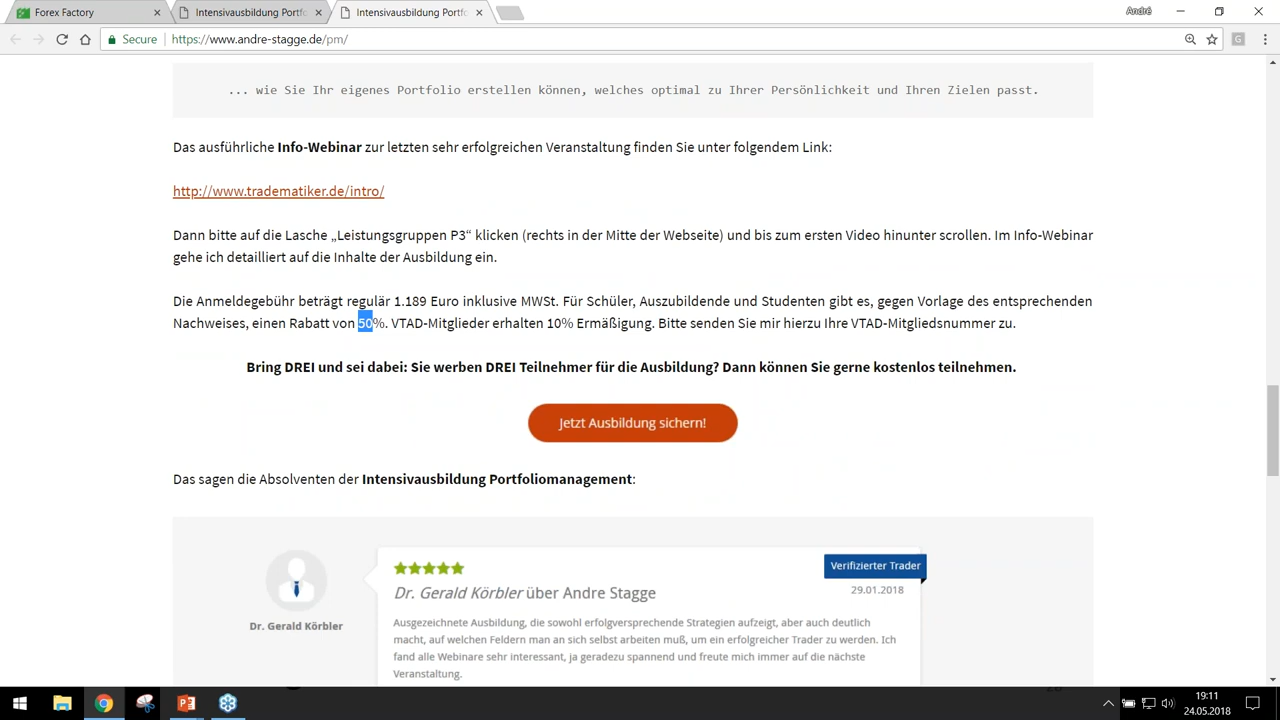 Forex Factory
Intensivausbildung Portfo
Intensivausbildung Portfo
André
Secure
https://www.andre-stagge.de/pm/
... wie Sie Ihr eigenes Portfolio erstellen können, welches optimal zu Ihrer Persönlichkeit und Ihren Zielen passt.
Das ausführliche Info-Webinar zur letzten sehr erfolgreichen Veranstaltung finden Sie unter folgendem Link:
http://www.tradematiker.de/intro/
Dann bitte auf die Lasche „Leistungsgruppen P3“ klicken (rechts in der Mitte der Webseite) und bis zum ersten Video hinunter scrollen. Im Info-Webinar
gehe ich detailliert auf die Inhalte der Ausbildung ein.
Die Anmeldegebühr beträgt regulär 1.189 Euro inklusive MWSt. Für Schüler, Auszubildende und Studenten gibt es, gegen Vorlage des entsprechenden
Nachweises, einen Rabatt von 50%. VTAD-Mitglieder erhalten 10% Ermäßigung. Bitte senden Sie mir hierzu Ihre VTAD-Mitgliedsnummer zu.
Bring DREI und sei dabei: Sie werben DREI Teilnehmer für die Ausbildung? Dann können Sie gerne kostenlos teilnehmen.
Jetzt Ausbildung sichern!
Das sagen die Absolventen der Intensivausbildung Portfoliomanagement:
Verifizierter Trader
29.01.2018
Dr. Gerald Körbler über Andre Stagge
Dr. Gerald Körbler
Ausgezeichnete Ausbildung, die sowohl erfolgversprechende Strategien aufzeigt, aber auch deutlich
macht, auf welchen Feldern man an sich selbst arbeiten muß, um ein erfolgreicher Trader zu werden. Ich
fand alle Webinare sehr interessant, ja geradezu spannend und freute mich immer auf die nächste
Veranstaltung.
19:11
24.05.2018